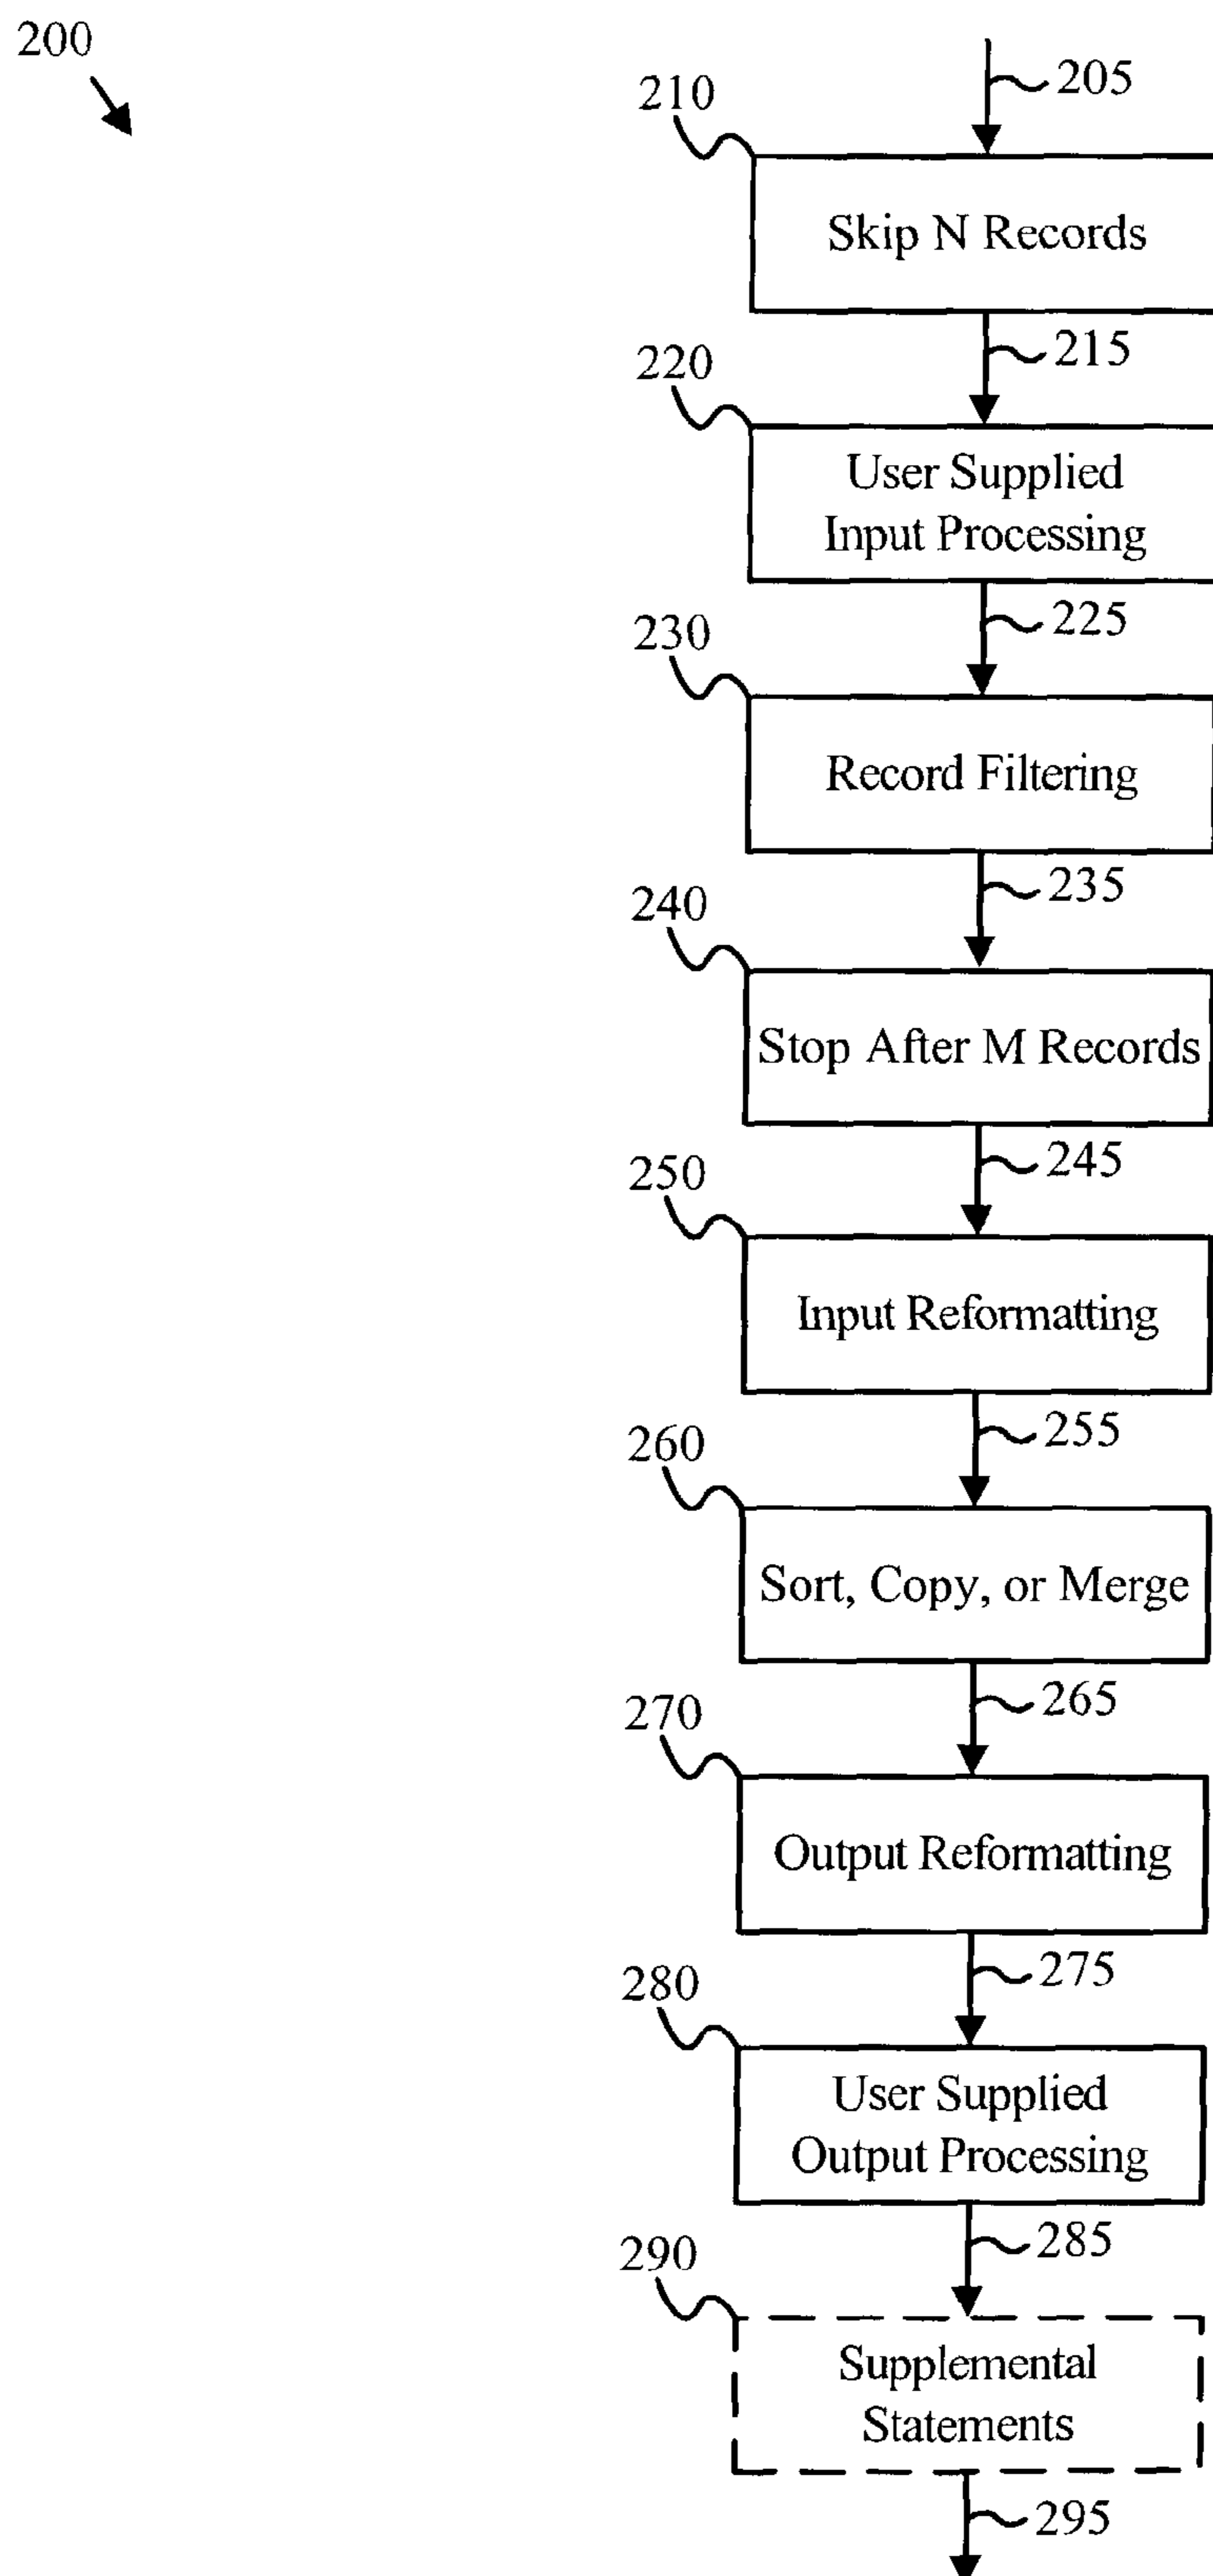 200
205
210
Skip N Records
215
220
User Supplied
Input Processing
225
230
Record Filtering
235
240
Stop After M Records
245
250
Input Reformatting
255
260
Sort, Copy, or Merge
265
270
Output Reformatting
275
280
User Supplied
Output Processing
285
290
Supplemental
Statements
295